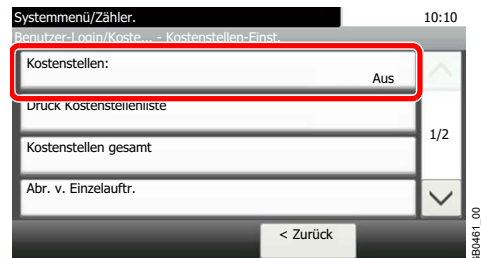 Systemmenü/Zähler.
10:10
Benutzer-Login/Koste... - Kostenstellen-Einst.
Kostenstellen:
Aus
Druck Kostenstellenliste
Kostenstellen gesamt
1/2
Abr. v. Einzelauftr.
< Zurück